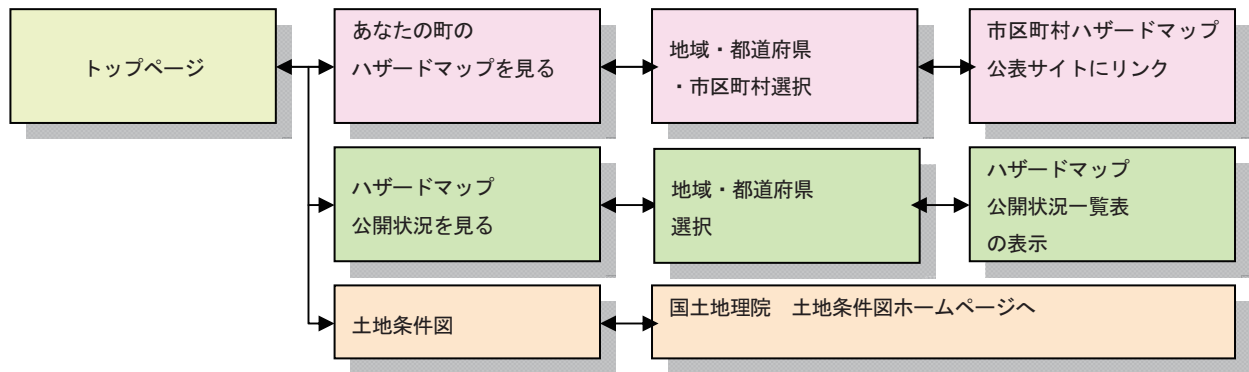 トップページ
あなたの町の
ハザードマップを見る
地域・都道府県
・市区町村選択
市区町村ハザードマップ
公表サイトにリンク
ハザードマップ
公開状況を見る
地域・都道府県
選択
ハザードマップ
公開状況一覧表
の表示
土地条件図
国土地理院　土地条件図ホームページへ